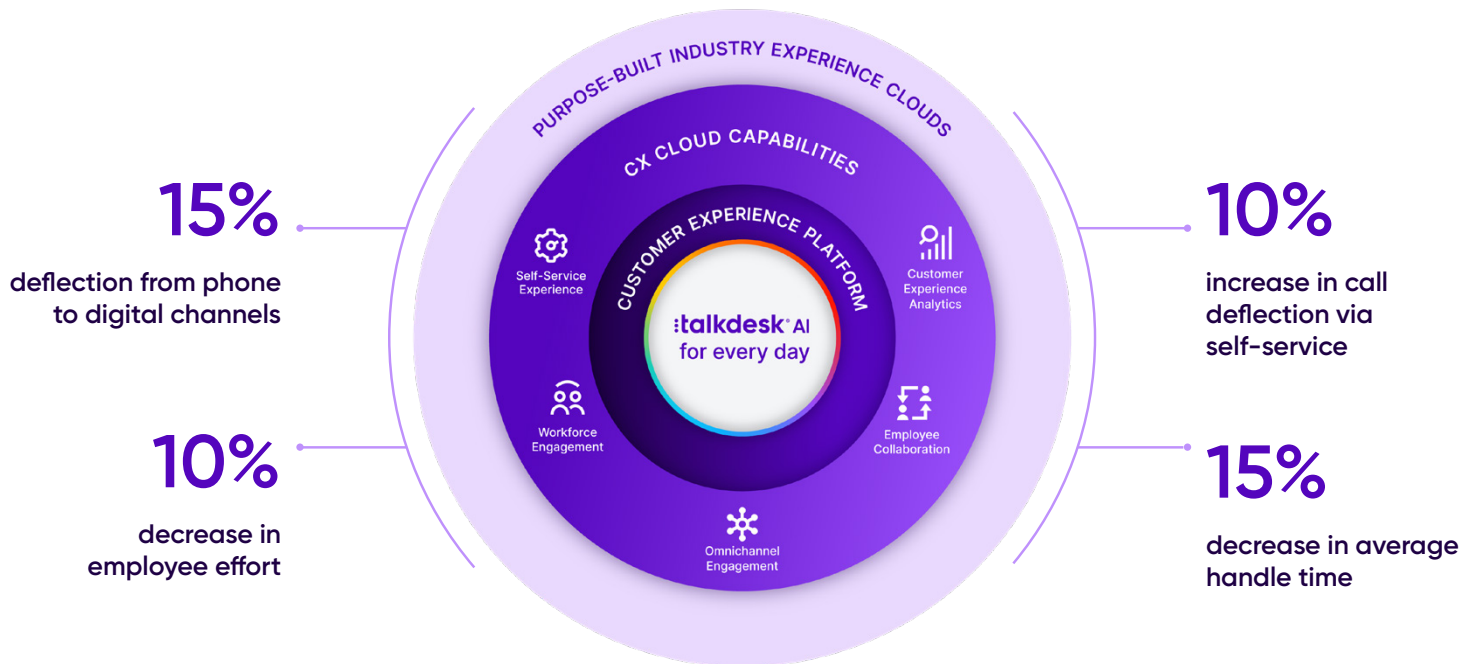 PURPOSE-BUILT INDUSTRY EXPERIENCE CLOUDS
CX CLOUD CAPABILITIES
CUSTOMER EXPERIENCE PLATFORM
:talkdesk® AI
for every day
15%
deflection from phone
to digital channels
10%
decrease in
employee effort
Self-Service
Experience
Workforce
Engagement
Omnichannel
Engagement
Customer
Experience
Analytics
Employee
Collaboration
10%
increase in call
deflection via
self-service
15%
decrease in average
handle time